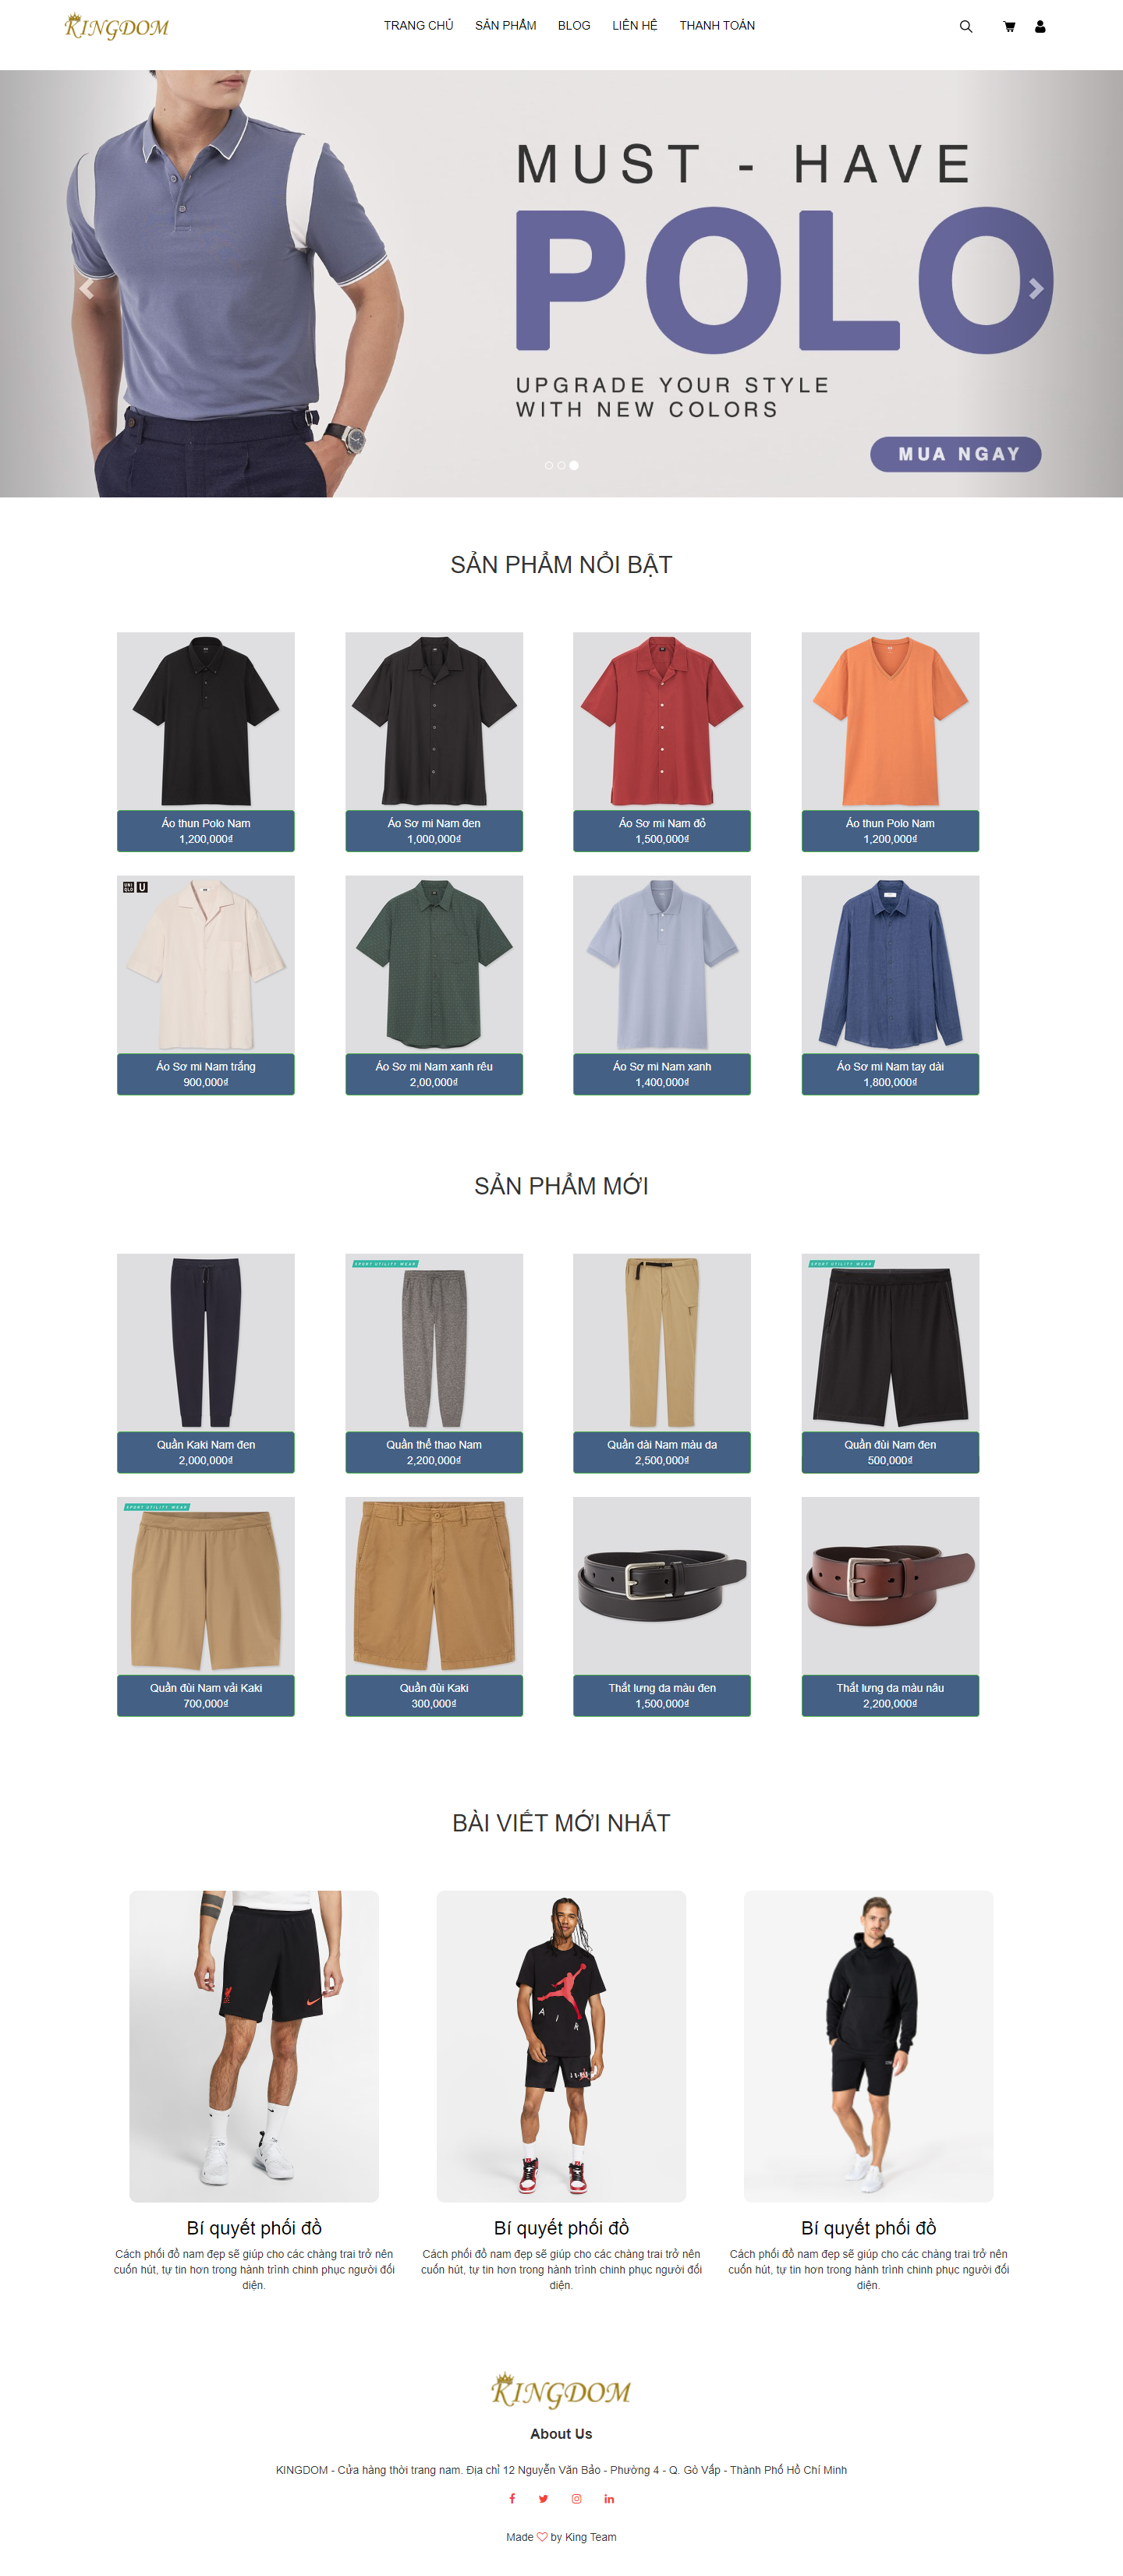 KINGDOM
TRANG CHỦ SẢN PHẨM BLOG LIÊN HỆ THANH TOÁN
MUST - HAVE
POLO
UPGRADE YOUR STYLE
WITH NEW COLORS
MUA NGAY
SẢN PHẨM NỔI BẬT
Áo thun Polo Nam
1,200,000₫
Áo Sơ mi Nam đen
1,000,000₫
Áo Sơ mi Nam đỏ
1,500,000₫
Áo thun Polo Nam
1,200,000₫
UNI
QLO U
Áo Sơ mi Nam trắng
900,000₫
Áo Sơ mi Nam xanh rêu
2,00,000₫
Áo Sơ mi Nam xanh
1,400,000₫
Áo Sơ mi Nam tay dài
1,800,000₫
SẢN PHẨM MỚI
Quần Kaki Nam đen
2,000,000₫
SPORT UTILITY WEAR
Quần thể thao Nam
2,200,000₫
Quần dài Nam màu da
2,500,000₫
SPORT UTILITY WEAR
Quần đùi Nam đen
500,000₫
SPORT UTILITY WEAR
Quần đùi Nam vải Kaki
700,000₫
Quần đùi Kaki
300,000₫
Thắt lưng da màu đen
1,500,000₫
Thắt lưng da màu nâu
2,200,000₫
BÀI VIẾT MỚI NHẤT
Bí quyết phối đồ
Cách phối đồ nam đẹp sẽ giúp cho các chàng trai trở nên
cuốn hút, tự tin hơn trong hành trình chinh phục người đối
diện.
A I R
Bí quyết phối đồ
Cách phối đồ nam đẹp sẽ giúp cho các chàng trai trở nên
cuốn hút, tự tin hơn trong hành trình chinh phục người đối
diện.
Bí quyết phối đồ
Cách phối đồ nam đẹp sẽ giúp cho các chàng trai trở nên
cuốn hút, tự tin hơn trong hành trình chinh phục người đối
diện.
KINGDOM
About Us
KINGDOM - Cửa hàng thời trang nam. Địa chỉ 12 Nguyễn Văn Bảo - Phường 4 - Q. Gò Vấp - Thành Phố Hồ Chí Minh
Made ♡ by King Team